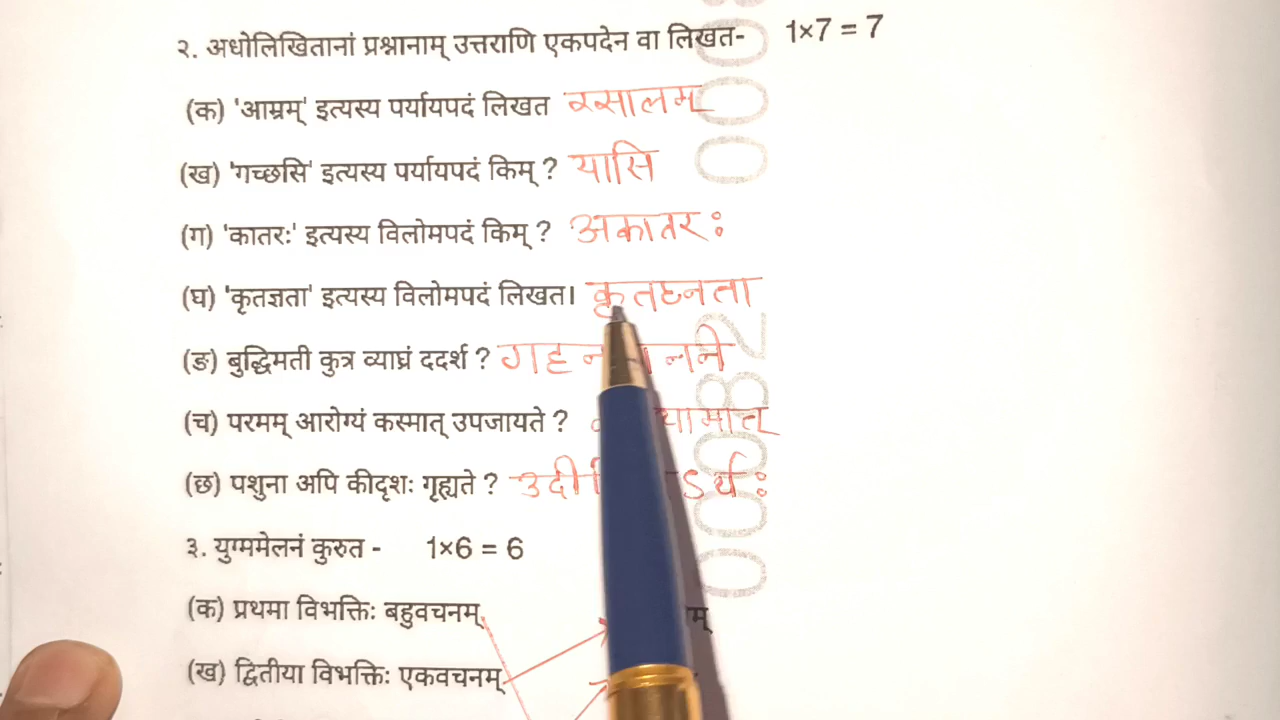 २. अधोलिखितानां प्रश्नानाम् उत्तराणि एकपदेन वा लिखत- 1×7 = 7
(क) 'आम्रम्' इत्यस्य पर्यायपदं लिखत रसालम्
(ख) 'गच्छसि' इत्यस्य पर्यायपदं किम् ? यासि
(ग) 'कातरः' इत्यस्य विलोमपदं किम् ? अकातरः
(घ) 'कृतज्ञता' इत्यस्य विलोमपदं लिखत। कृतघ्नता
(ङ) बुद्धिमती कुत्र व्याघ्रं ददर्श ?
(च) परमम् आरोग्यं कस्मात् उपजायते ?
(छ) पशुना अपि कीदृशः गृह्यते ?
३. युग्ममेलनं कुरुत - 1×6 = 6
(क) प्रथमा विभक्तिः बहुवचनम्
(ख) द्वितीया विभक्तिः एकवचनम्